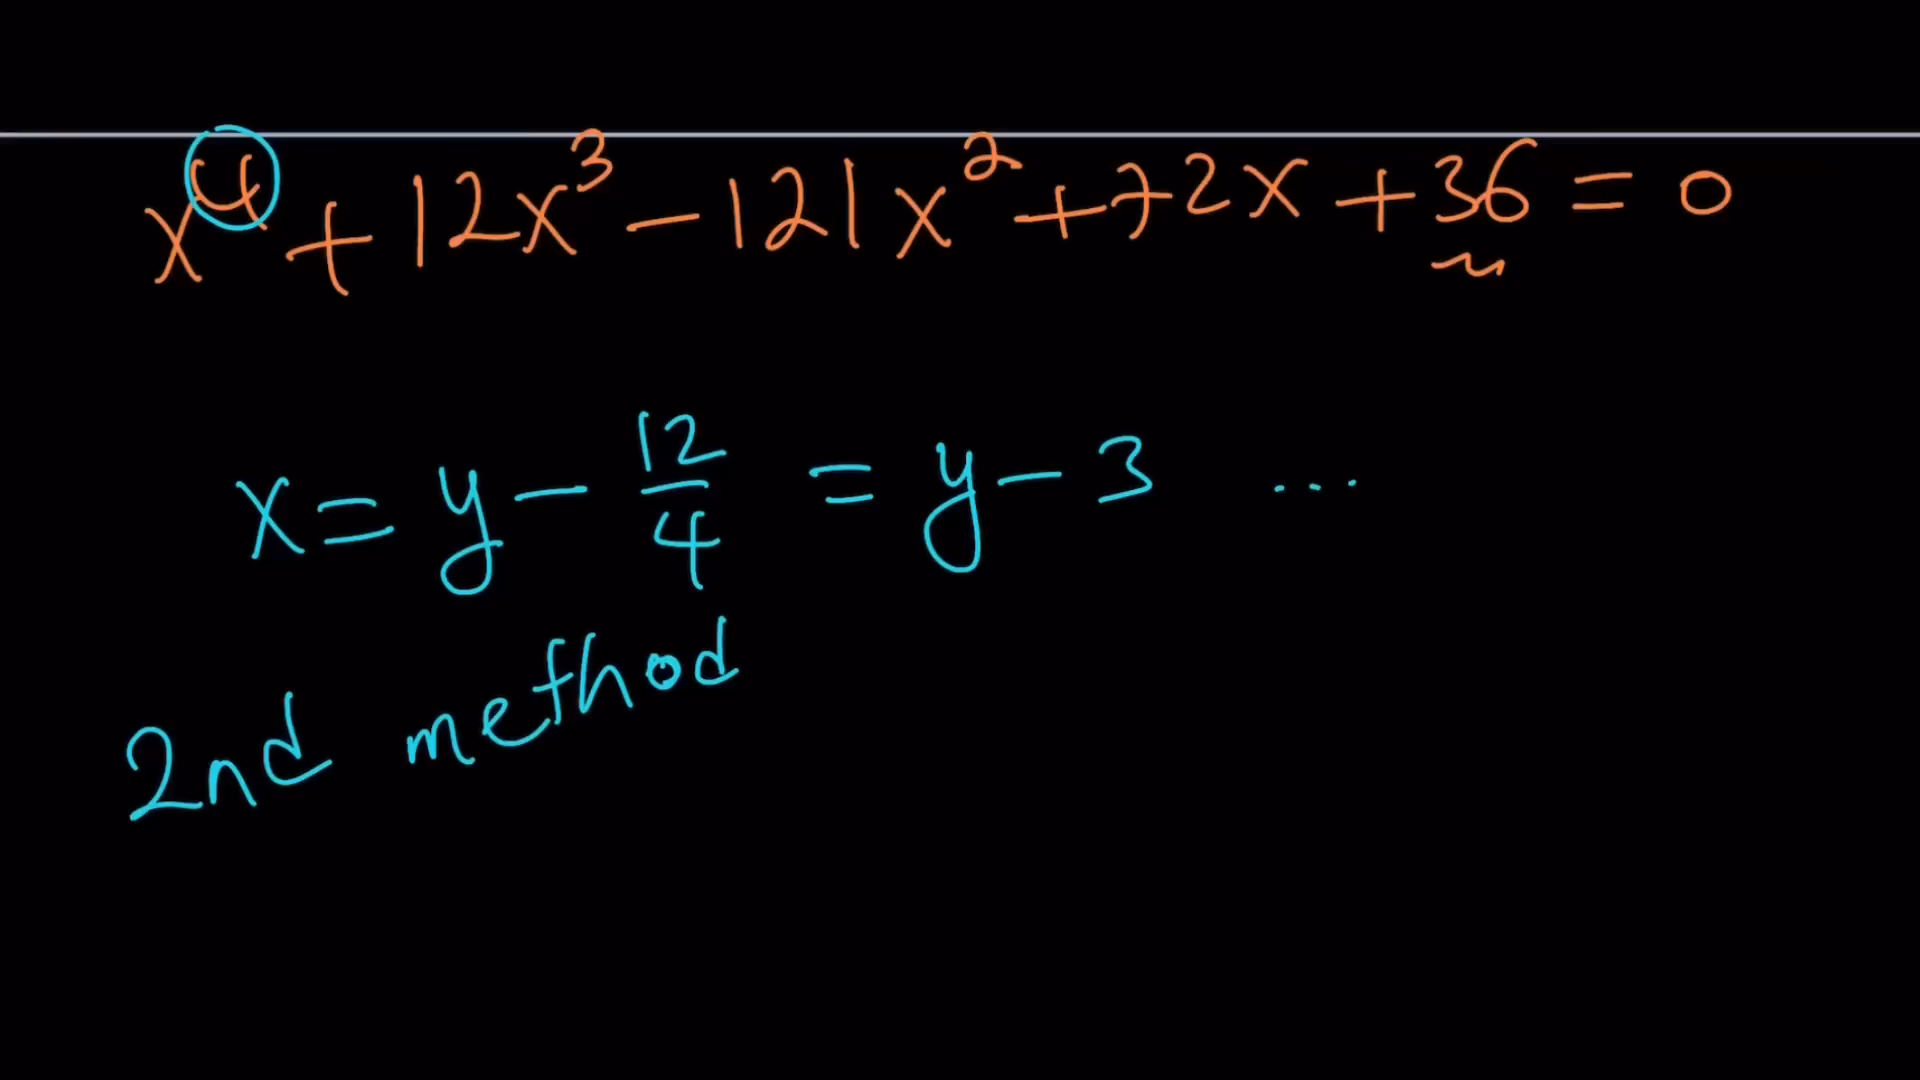 x⁴ + 12x³ − 121x² + 72x + 36 = 0
x = y − 12/4 = y − 3 ...
2nd method